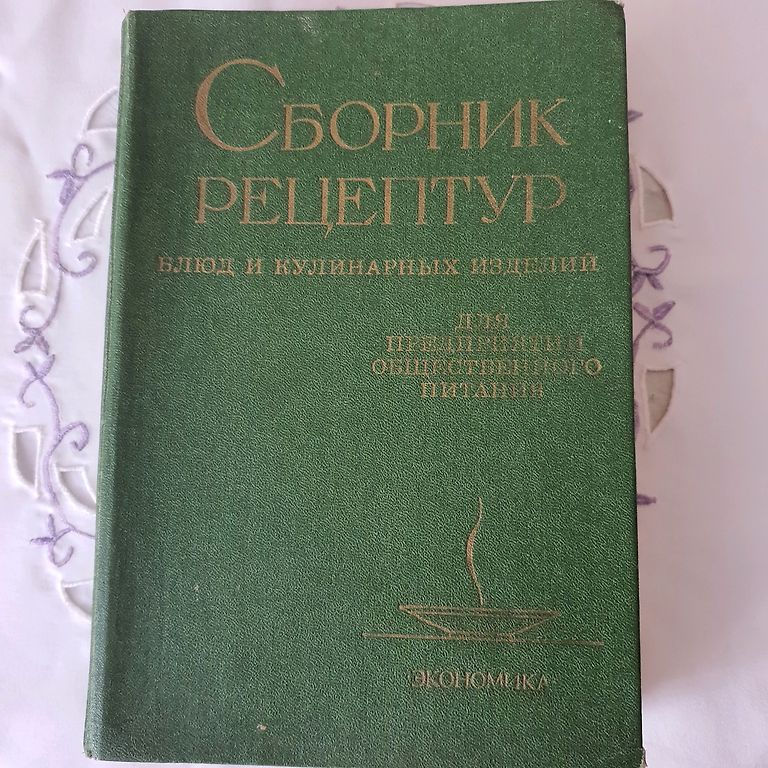 СБОРНИК
РЕЦЕПТУР
БЛЮД И КУЛИНАРНЫХ ИЗДЕЛИЙ
ДЛЯ
ПРЕДПРИЯТИЙ
ОБЩЕСТВЕННОГО
ПИТАНИЯ
ЭКОНОМИКА